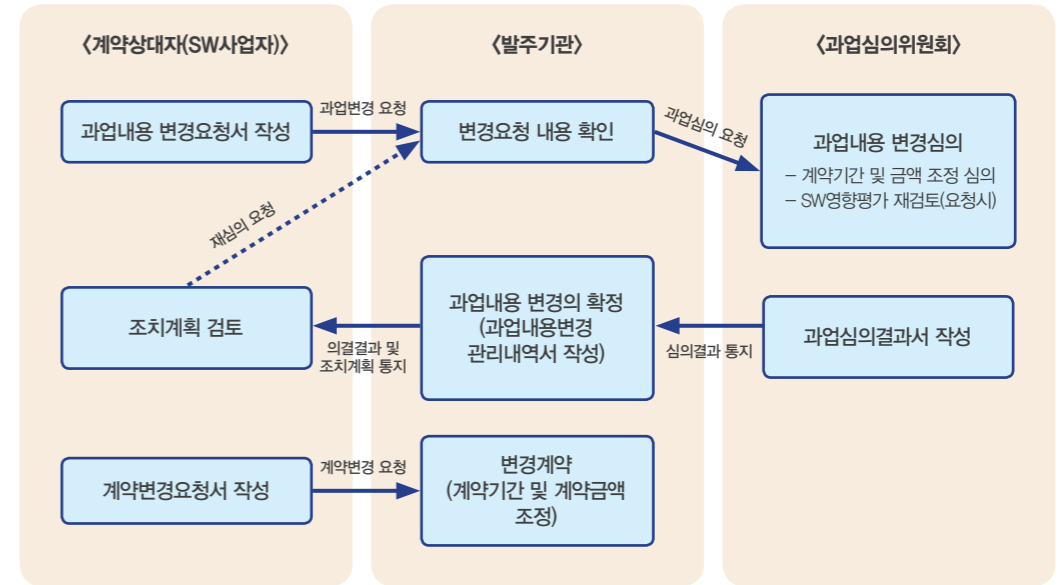 〈계약상대자(SW사업자)〉
〈발주기관〉
〈과업심의위원회〉
과업내용 변경요청서 작성
과업변경 요청
변경요청 내용 확인
과업심의 요청
과업내용 변경심의
- 계약기간 및 금액 조정 심의
- SW영향평가 재검토(요청시)
재심의 요청
조치계획 검토
의결결과 및
조치계획 통지
과업내용 변경의 확정
(과업내용변경
관리내역서 작성)
심의결과 통지
과업심의결과서 작성
계약변경요청서 작성
계약변경 요청
변경계약
(계약기간 및 계약금액
조정)